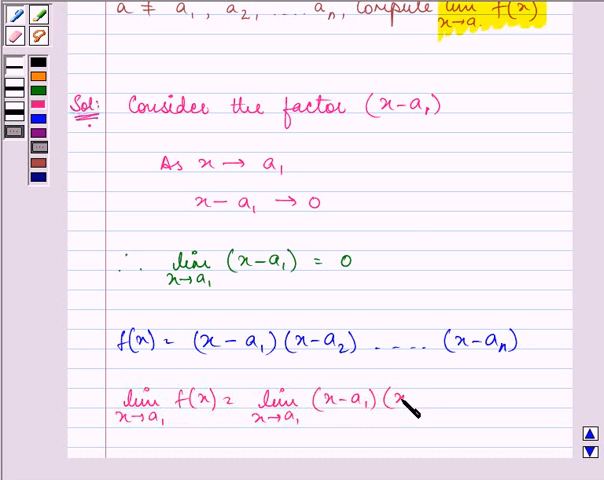 a ≠ a₁, a₂, ..... aₙ, compute lim x→a f(x)
Sol: Consider the factor (x-a₁)
As x → a₁
x - a₁ → 0
∴ lim x→a₁ (x-a₁) = 0
f(x) = (x-a₁)(x-a₂) ..... (x-aₙ)
lim x→a₁ f(x) = lim x→a₁ (x-a₁)(x